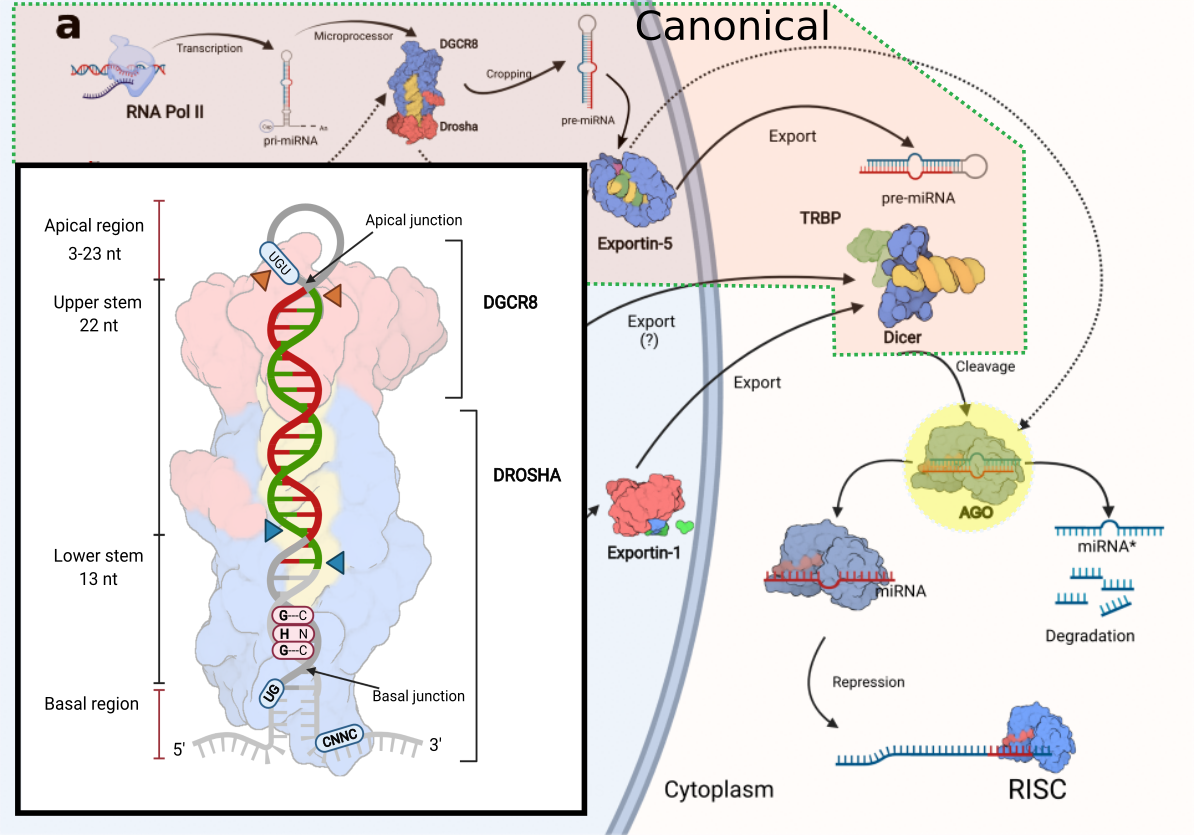 a
Canonical
Transcription
Microprocessor
DGCR8
Cropping
RNA Pol II
Cap
An
pri-miRNA
Drosha
pre-miRNA
Export
pre-miRNA
Exportin-5
TRBP
Dicer
Export
(?)
Export
Cleavage
AGO
Exportin-1
miRNA
miRNA*
Degradation
Repression
Cytoplasm
RISC
Apical region
3-23 nt
Upper stem
22 nt
Lower stem
13 nt
Basal region
Apical junction
UGU
DGCR8
DROSHA
G---C
H N
G---C
UG
Basal junction
CNNC
5'
3'